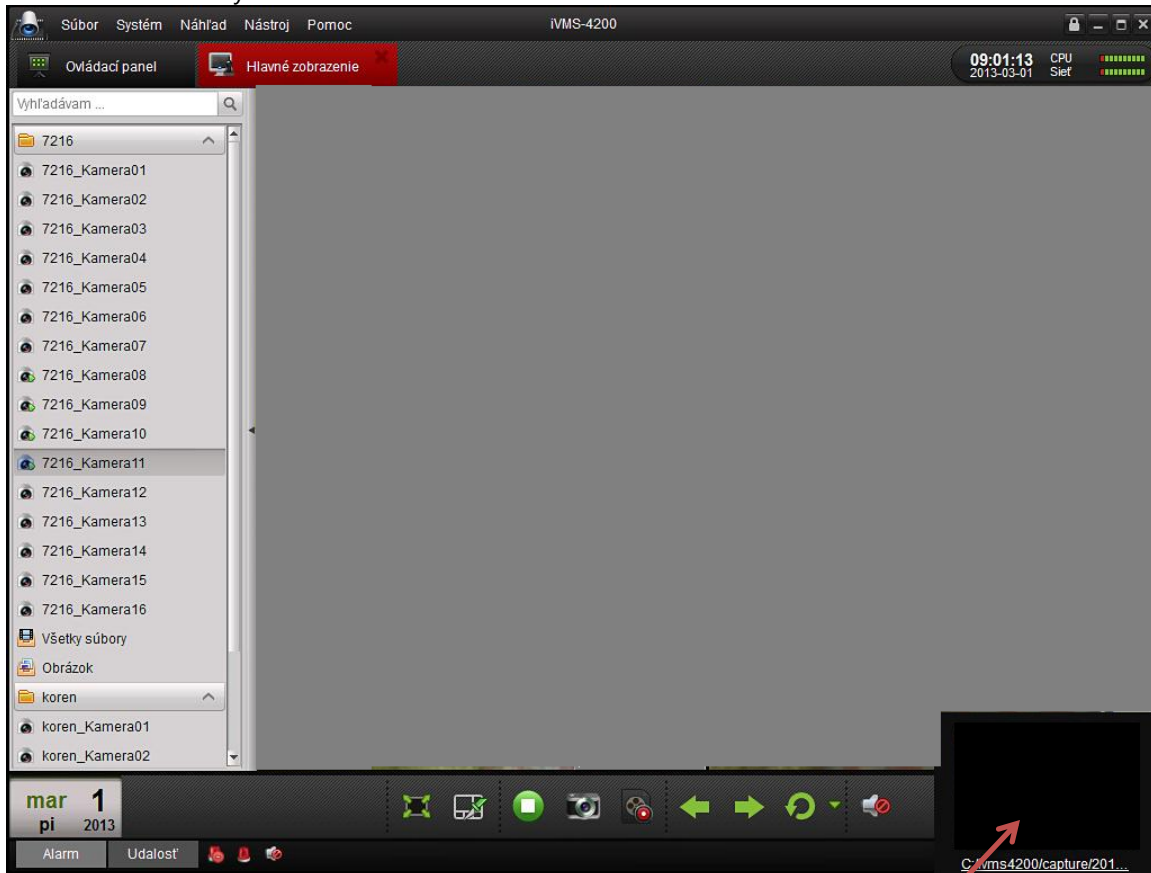 Súbor Systém Náhľad Nástroj Pomoc iVMS-4200
Ovládací panel Hlavné zobrazenie 09:01:13 CPU
2013-03-01 Sieť
Vyhľadávam ...
7216
7216_Kamera01
7216_Kamera02
7216_Kamera03
7216_Kamera04
7216_Kamera05
7216_Kamera06
7216_Kamera07
7216_Kamera08
7216_Kamera09
7216_Kamera10
7216_Kamera11
7216_Kamera12
7216_Kamera13
7216_Kamera14
7216_Kamera15
7216_Kamera16
Všetky súbory
Obrázok
koren
koren_Kamera01
koren_Kamera02
mar 1
pi 2013
Alarm Udalosť
C:/ivms4200/capture/201...